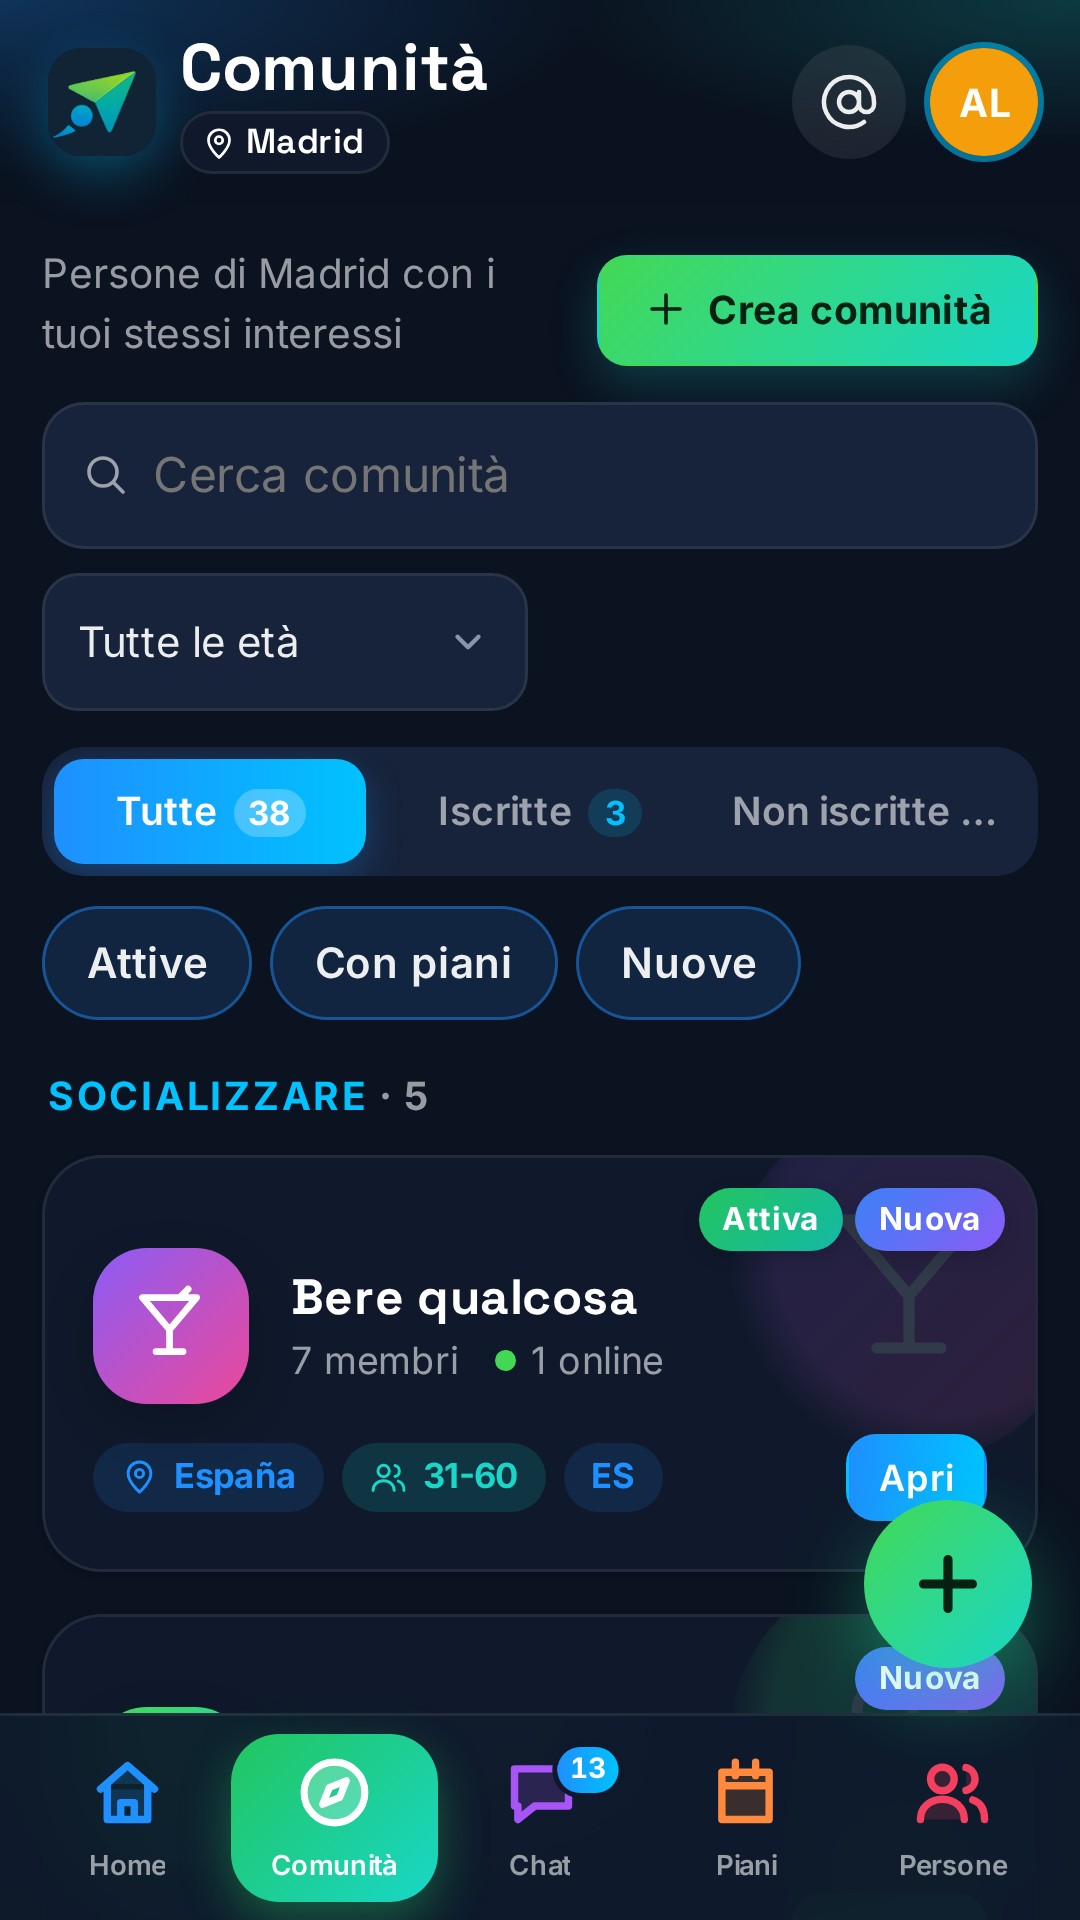 Comunità
Madrid
AL
Persone di Madrid con i
tuoi stessi interessi
Crea comunità
Cerca comunità
Tutte le età
Tutte 38
Iscritte 3
Non iscritte ...
Attive
Con piani
Nuove
SOCIALIZZARE · 5
Attiva
Nuova
Bere qualcosa
7 membri
1 online
España
31-60
ES
Apri
Nuova
13
Home
Comunità
Chat
Piani
Persone